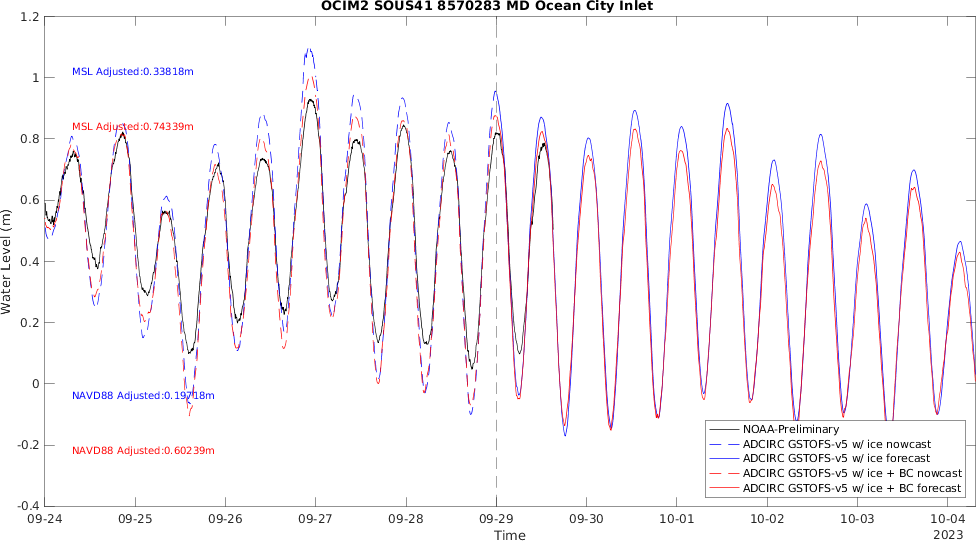 OCIM2 SOUS41 8570283 MD Ocean City Inlet
1.2
1
0.8
0.6
0.4
0.2
0
-0.2
-0.4
Water Level (m)
MSL Adjusted:0.33818m
MSL Adjusted:0.74339m
NAVD88 Adjusted:0.19718m
NAVD88 Adjusted:0.60239m
NOAA-Preliminary
ADCIRC GSTOFS-v5 w/ ice nowcast
ADCIRC GSTOFS-v5 w/ ice forecast
ADCIRC GSTOFS-v5 w/ ice + BC nowcast
ADCIRC GSTOFS-v5 w/ ice + BC forecast
09-24 09-25 09-26 09-27 09-28 09-29 09-30 10-01 10-02 10-03 10-04
2023
Time